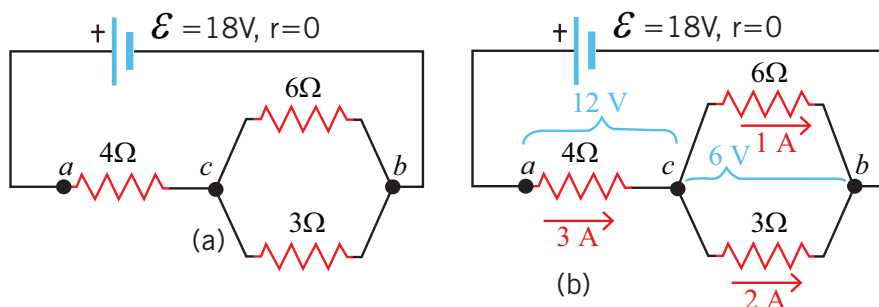 + ℰ = 18V, r=0
6Ω
a 4Ω c b
3Ω
(a)
+ ℰ = 18V, r=0
6Ω
12 V
1 A
a 4Ω c 6 V b
3 A
3Ω
2 A
(b)